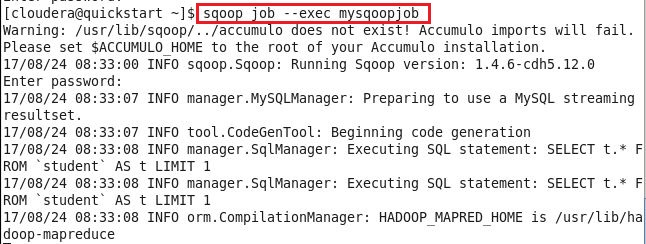 [cloudera@quickstart ~]$ sqoop job --exec mysqoopjob
Warning: /usr/lib/sqoop/../accumulo does not exist! Accumulo imports will fail.
Please set $ACCUMULO_HOME to the root of your Accumulo installation.
17/08/24 08:33:00 INFO sqoop.Sqoop: Running Sqoop version: 1.4.6-cdh5.12.0
Enter password:
17/08/24 08:33:07 INFO manager.MySQLManager: Preparing to use a MySQL streaming
resultset.
17/08/24 08:33:07 INFO tool.CodeGenTool: Beginning code generation
17/08/24 08:33:08 INFO manager.SqlManager: Executing SQL statement: SELECT t.* F
ROM `student` AS t LIMIT 1
17/08/24 08:33:08 INFO manager.SqlManager: Executing SQL statement: SELECT t.* F
ROM `student` AS t LIMIT 1
17/08/24 08:33:08 INFO orm.CompilationManager: HADOOP_MAPRED_HOME is /usr/lib/ha
doop-mapreduce